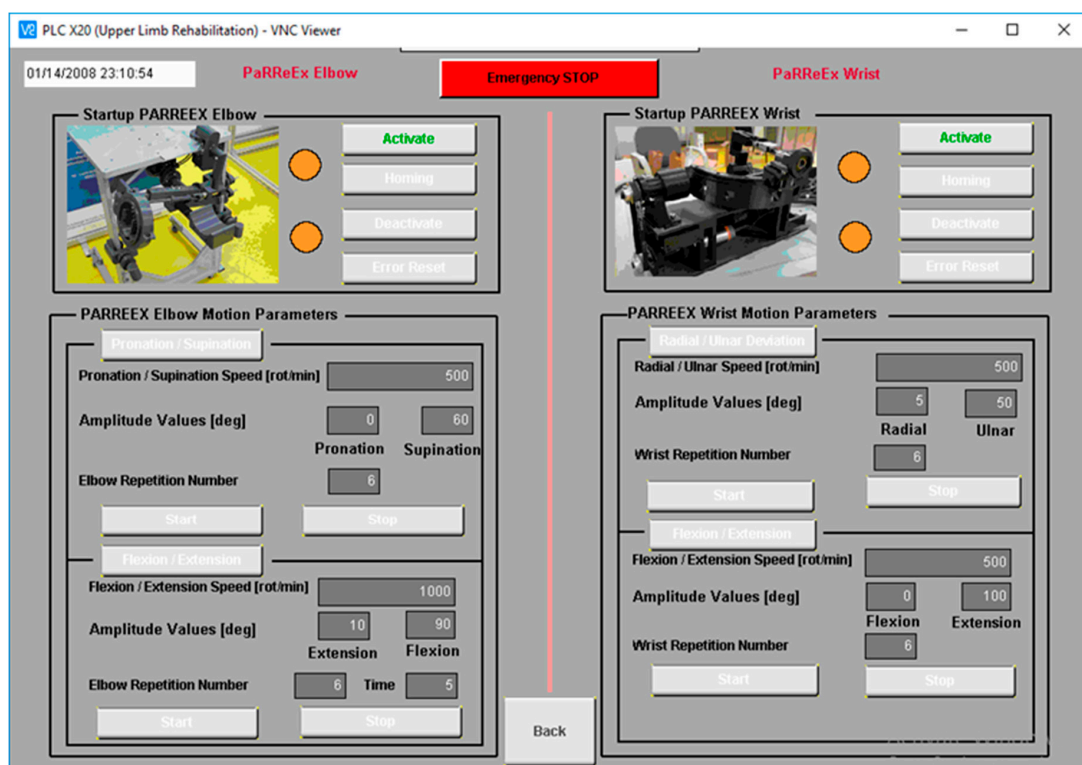 PLC X20 (Upper Limb Rehabilitation) - VNC Viewer
01/14/2008 23:10:54
PaRReEx Elbow
Emergency STOP
PaRReEx Wrist
Startup PARREEX Elbow
Activate
Homing
Deactivate
Error Reset
Startup PARREEX Wrist
Activate
Homing
Deactivate
Error Reset
PARREEX Elbow Motion Parameters
Pronation / Supination
Pronation / Supination Speed [rot/min] 500
Amplitude Values [deg] 0 60
Pronation Supination
Elbow Repetition Number 6
Start Stop
Flexion / Extension
Flexion / Extension Speed [rot/min] 1000
Amplitude Values [deg] 10 90
Extension Flexion
Elbow Repetition Number 6 Time 5
Start Stop
PARREEX Wrist Motion Parameters
Radial / Ulnar Deviation
Radial / Ulnar Speed [rot/min] 500
Amplitude Values [deg] 5 50
Radial Ulnar
Wrist Repetition Number 6
Start Stop
Flexion / Extension
Flexion / Extension Speed [rot/min] 500
Amplitude Values [deg] 0 100
Flexion Extension
Wrist Repetition Number 6
Start Stop
Back